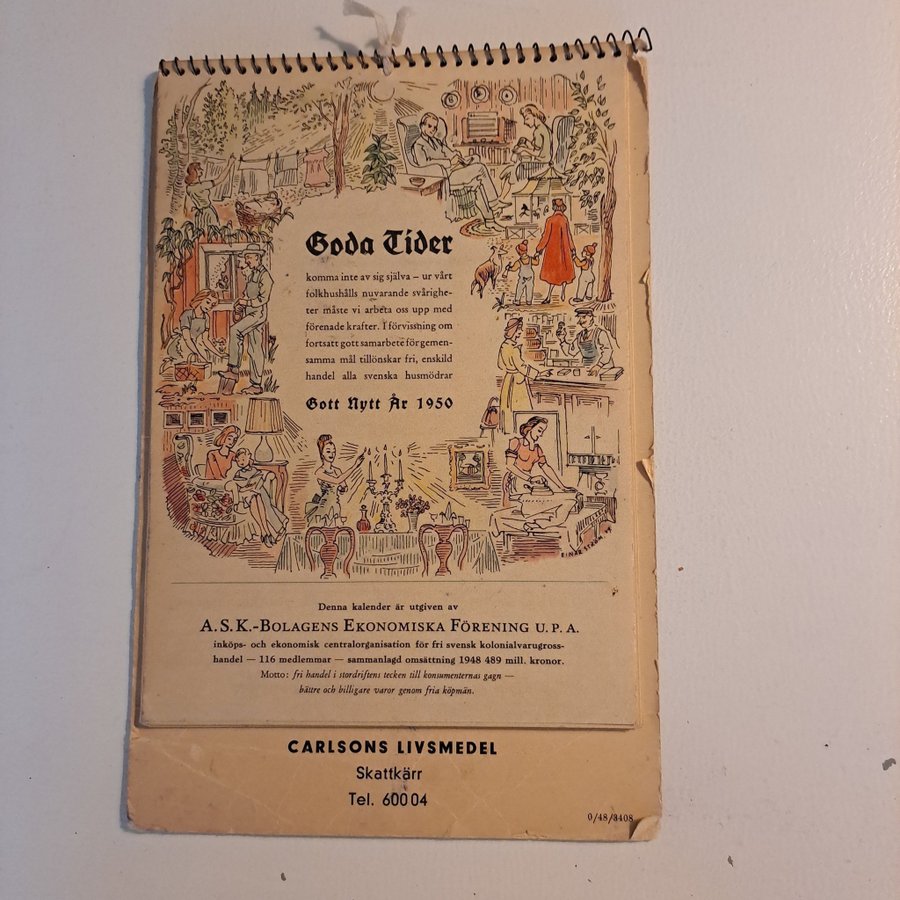 Goda Tider
komma inte av sig själva – ur vårt
folkhushålls nuvarande svårighe-
ter måste vi arbeta oss upp med
förenade krafter. I förvissning om
fortsatt gott samarbete för gemen-
samma mål tillönskar fri, enskild
handel alla svenska husmödrar
Gott Nytt År 1950
EINAR STRÖM 49
Denna kalender är utgiven av
A.S.K.-BOLAGENS EKONOMISKA FÖRENING U.P.A.
inköps- och ekonomisk centralorganisation för fri svensk kolonialvarugross-
handel — 116 medlemmar — sammanlagd omsättning 1948 489 mill. kronor.
MOTTO: fri handel i stordriftens tecken till konsumenternas gagn —
bättre och billigare varor genom fria köpmän.
CARLSONS LIVSMEDEL
Skattkärr
Tel. 600 04
0/48/3408